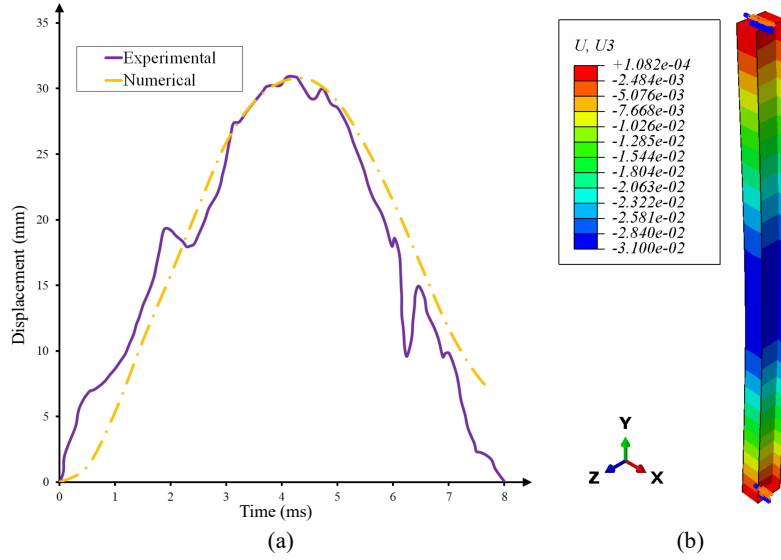 35
30
25
20
15
10
5
0
Displacement (mm)
Experimental
Numerical
0 1 2 3 4 5 6 7 8
Time (ms)
(a)
U, U3
+1.082e-04
-2.484e-03
-5.076e-03
-7.668e-03
-1.026e-02
-1.285e-02
-1.544e-02
-1.804e-02
-2.063e-02
-2.322e-02
-2.581e-02
-2.840e-02
-3.100e-02
Y
Z X
(b)